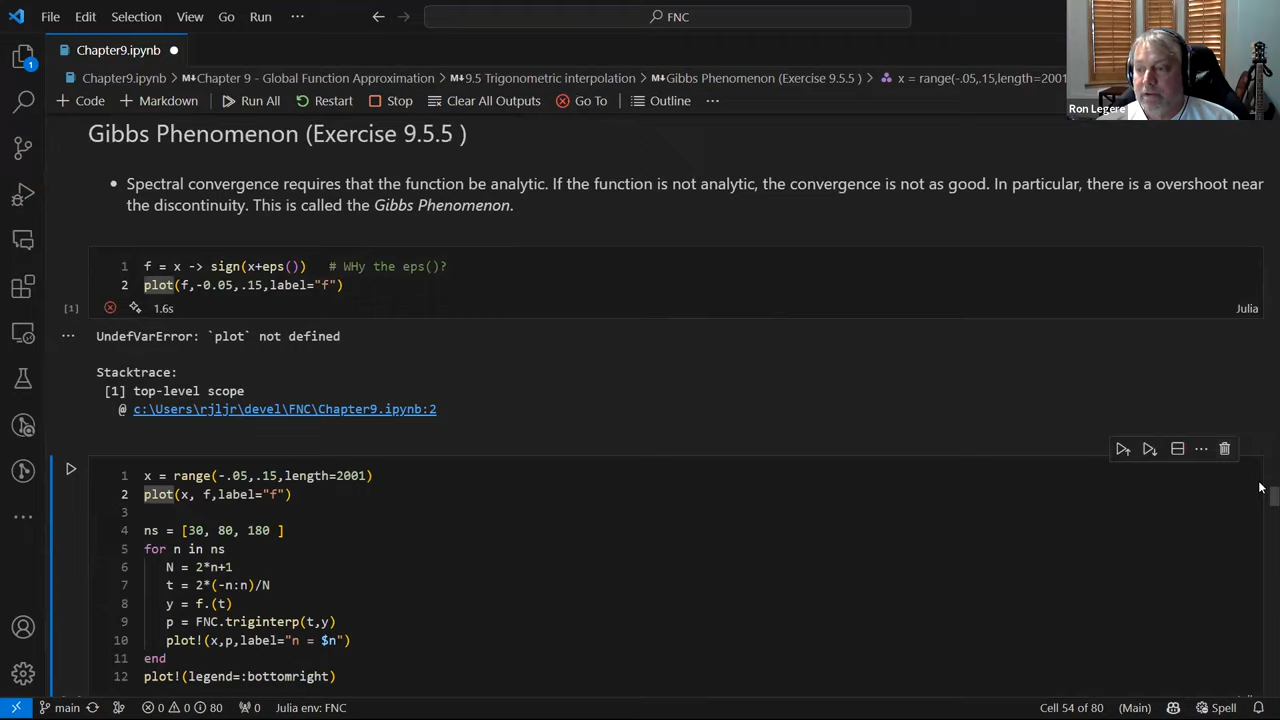 File Edit Selection View Go Run ··· FNC
Chapter9.ipynb
Chapter9.ipynb > Chapter 9 - Global Function Approximation > 9.5 Trigonometric interpolation > Gibbs Phenomenon (Exercise 9.5.5 ) > x = range(-.05,.15,length=2001)
+ Code + Markdown Run All Restart Stop Clear All Outputs Go To Outline ···
Ron Legere
Gibbs Phenomenon (Exercise 9.5.5 )
• Spectral convergence requires that the function be analytic. If the function is not analytic, the convergence is not as good. In particular, there is a overshoot near
the discontinuity. This is called the Gibbs Phenomenon.
1 f = x -> sign(x+eps()) # WHy the eps()?
2 plot(f,-0.05,.15,label="f")
[1] 1.6s Julia
··· UndefVarError: `plot` not defined
Stacktrace:
[1] top-level scope
@ c:\Users\rjljr\devel\FNC\Chapter9.ipynb:2
1 x = range(-.05,.15,length=2001)
2 plot(x, f,label="f")
3
4 ns = [30, 80, 180 ]
5 for n in ns
6 N = 2*n+1
7 t = 2*(-n:n)/N
8 y = f.(t)
9 p = FNC.triginterp(t,y)
10 plot!(x,p,label="n = $n")
11 end
12 plot!(legend=:bottomright)
main 0 0 80 0 Julia env: FNC Cell 54 of 80 (Main) Spell
1